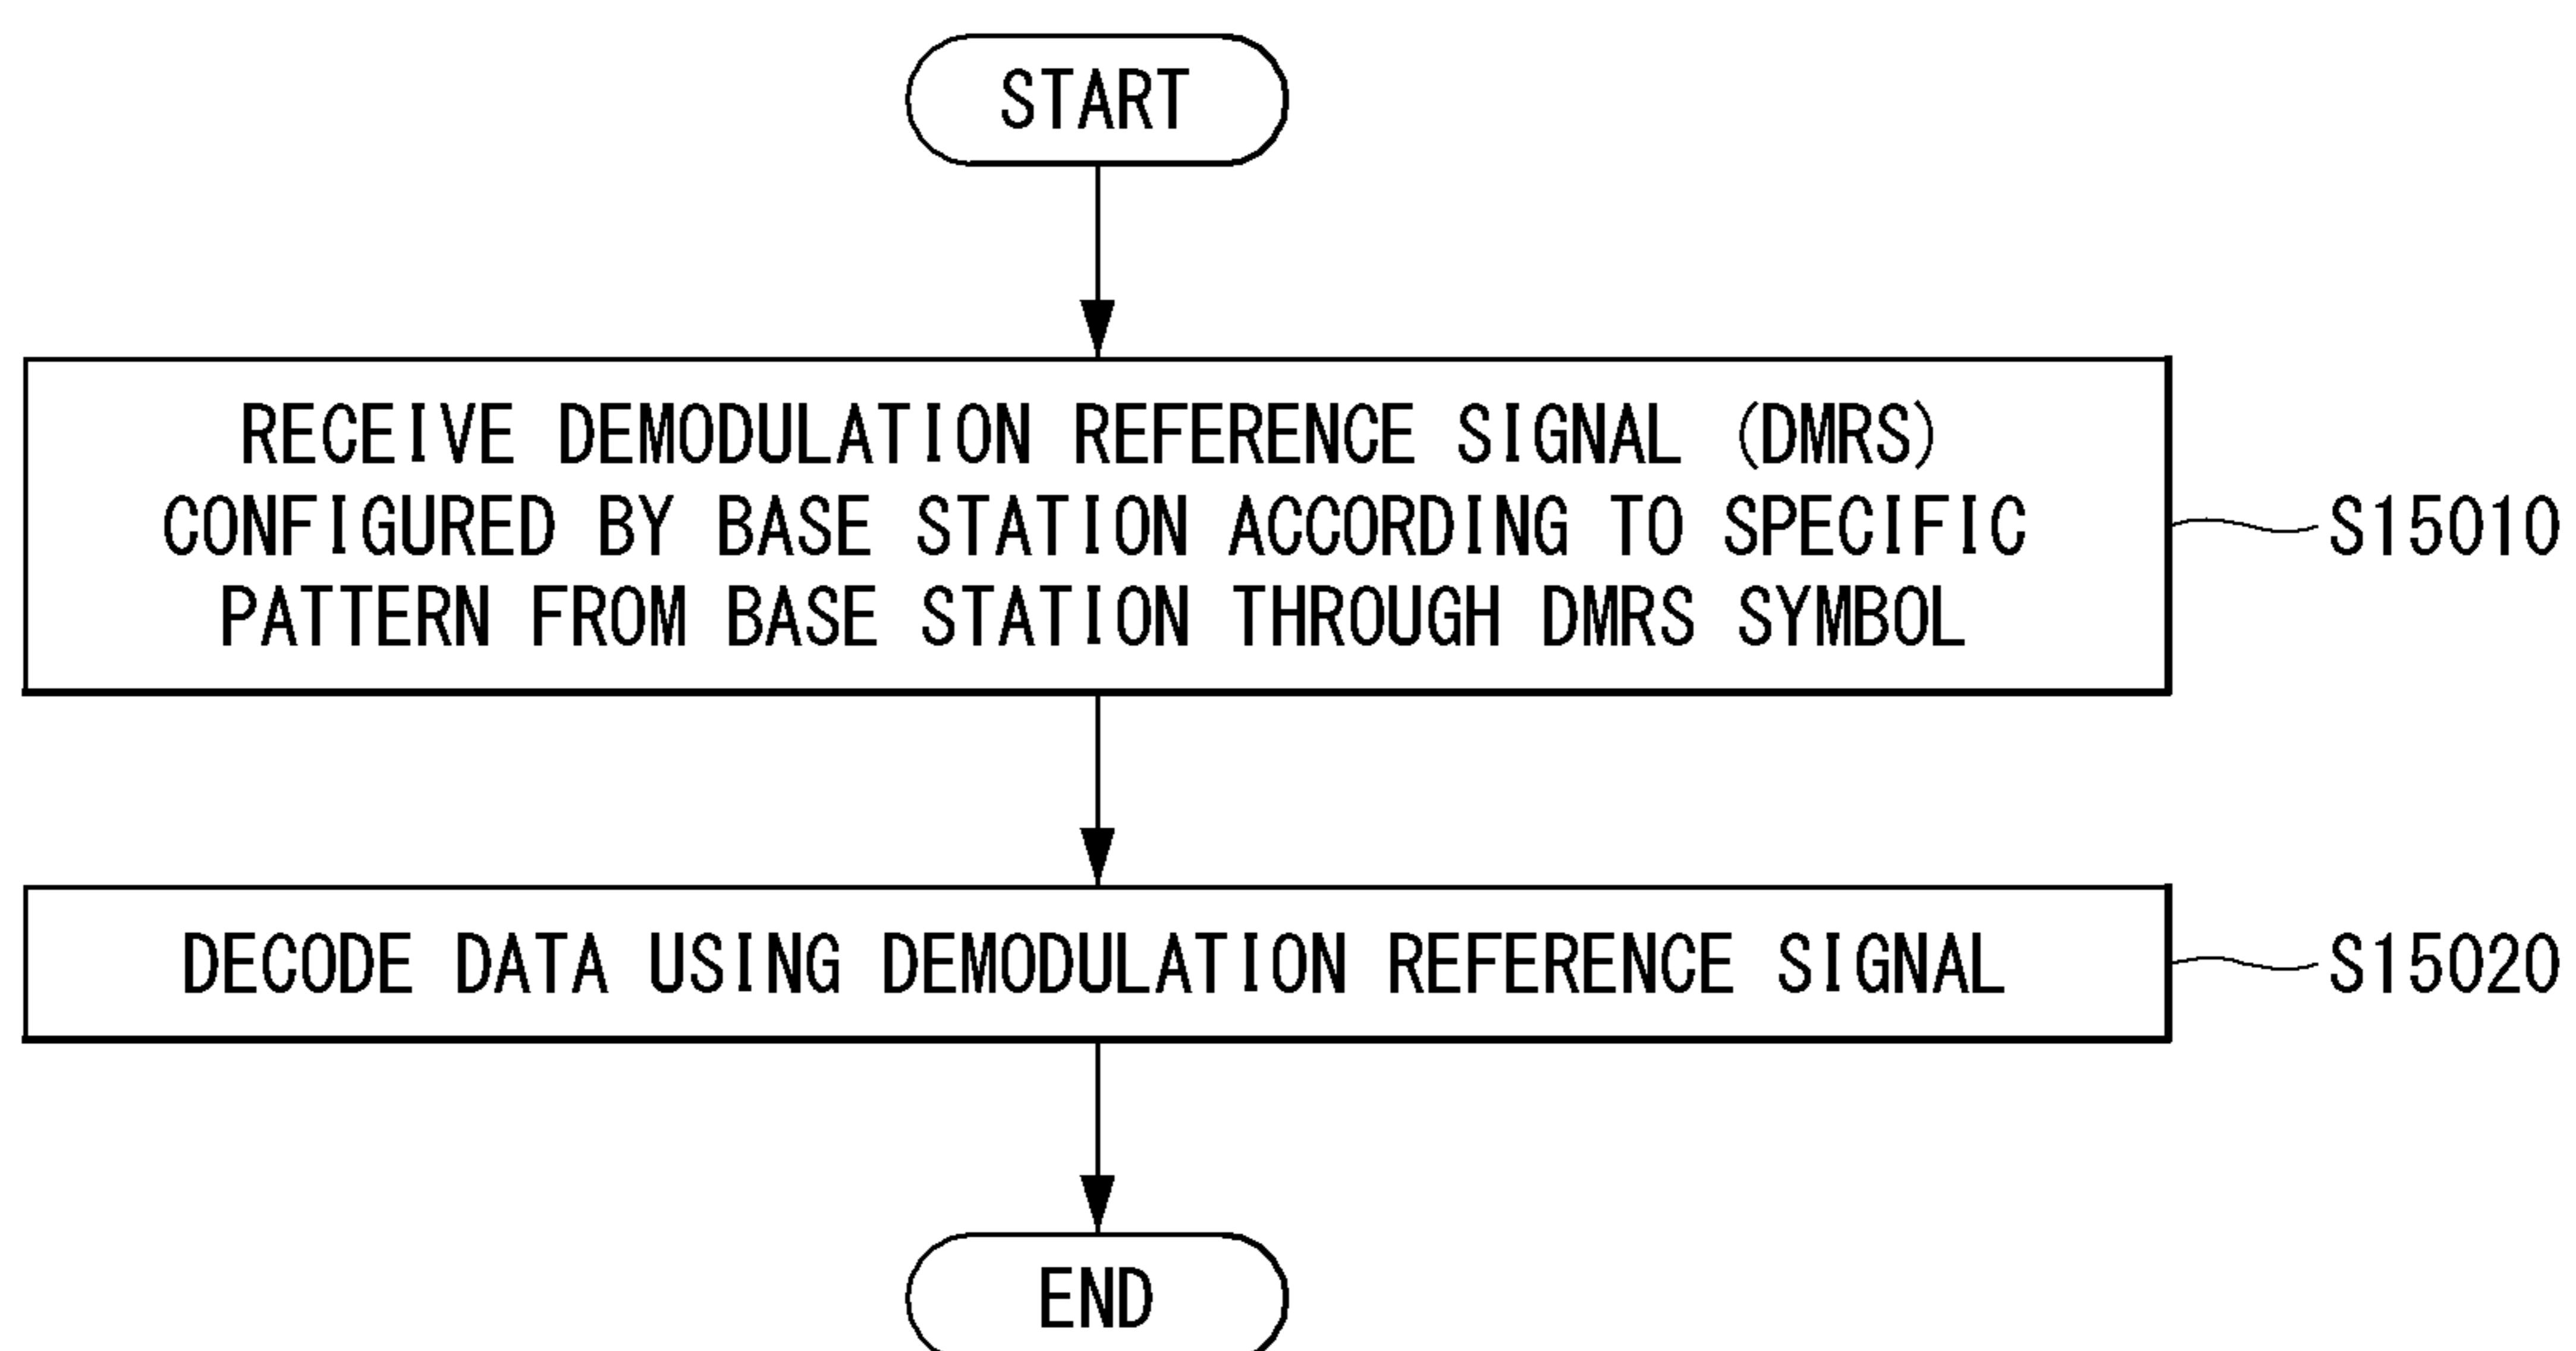 START
RECEIVE DEMODULATION REFERENCE SIGNAL (DMRS)
CONFIGURED BY BASE STATION ACCORDING TO SPECIFIC
PATTERN FROM BASE STATION THROUGH DMRS SYMBOL
S15010
DECODE DATA USING DEMODULATION REFERENCE SIGNAL
S15020
END